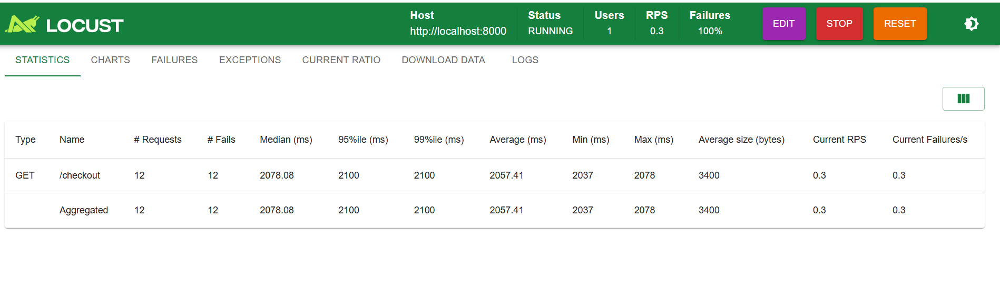 LOCUST
Host Status Users RPS Failures
http://localhost:8000 RUNNING 1 0.3 100%
EDIT STOP RESET
STATISTICS CHARTS FAILURES EXCEPTIONS CURRENT RATIO DOWNLOAD DATA LOGS
Type Name # Requests # Fails Median (ms) 95%ile (ms) 99%ile (ms) Average (ms) Min (ms) Max (ms) Average size (bytes) Current RPS Current Failures/s
GET /checkout 12 12 2078.08 2100 2100 2057.41 2037 2078 3400 0.3 0.3
Aggregated 12 12 2078.08 2100 2100 2057.41 2037 2078 3400 0.3 0.3